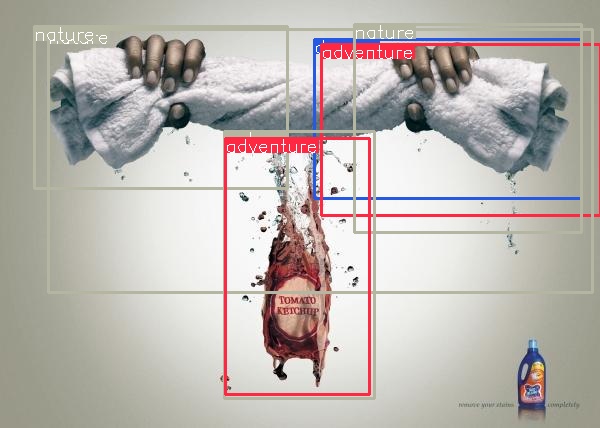 nature
nature
adventure
adventure
TOMATO
KETCHUP
remove your stains completely